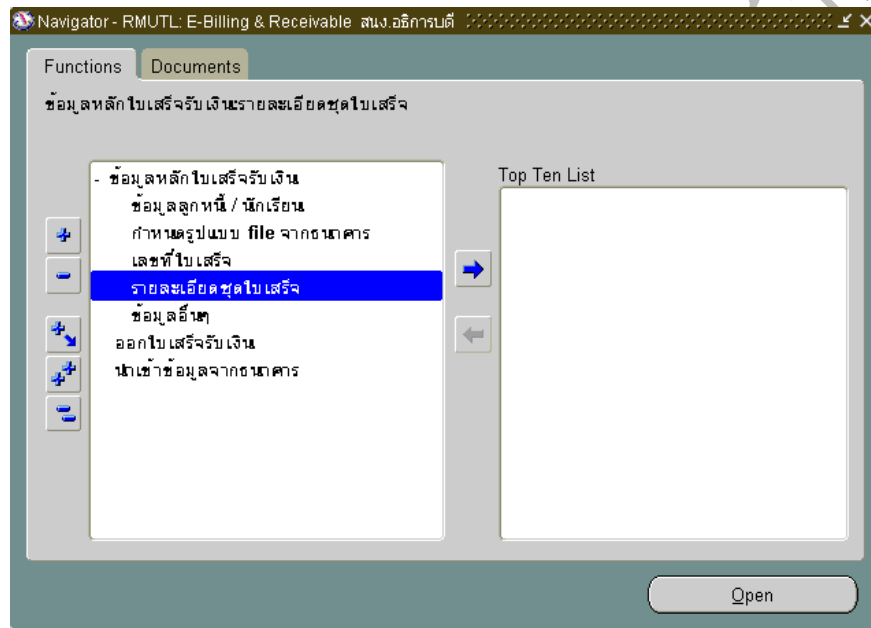 Navigator - RMUTL: E-Billing & Receivable สนง.อธิการบดี
Functions
Documents
ข้อมูลหลักใบเสร็จรับเงิน:รายละเอียดชุดใบเสร็จ
Top Ten List
- ข้อมูลหลักใบเสร็จรับเงิน
ข้อมูลลูกหนี้ / นักเรียน
กำหนดรูปแบบ file จากธนาคาร
เลขที่ใบเสร็จ
รายละเอียดชุดใบเสร็จ
ข้อมูลอื่นๆ
ออกใบเสร็จรับเงิน
นำเข้าข้อมูลจากธนาคาร
Open